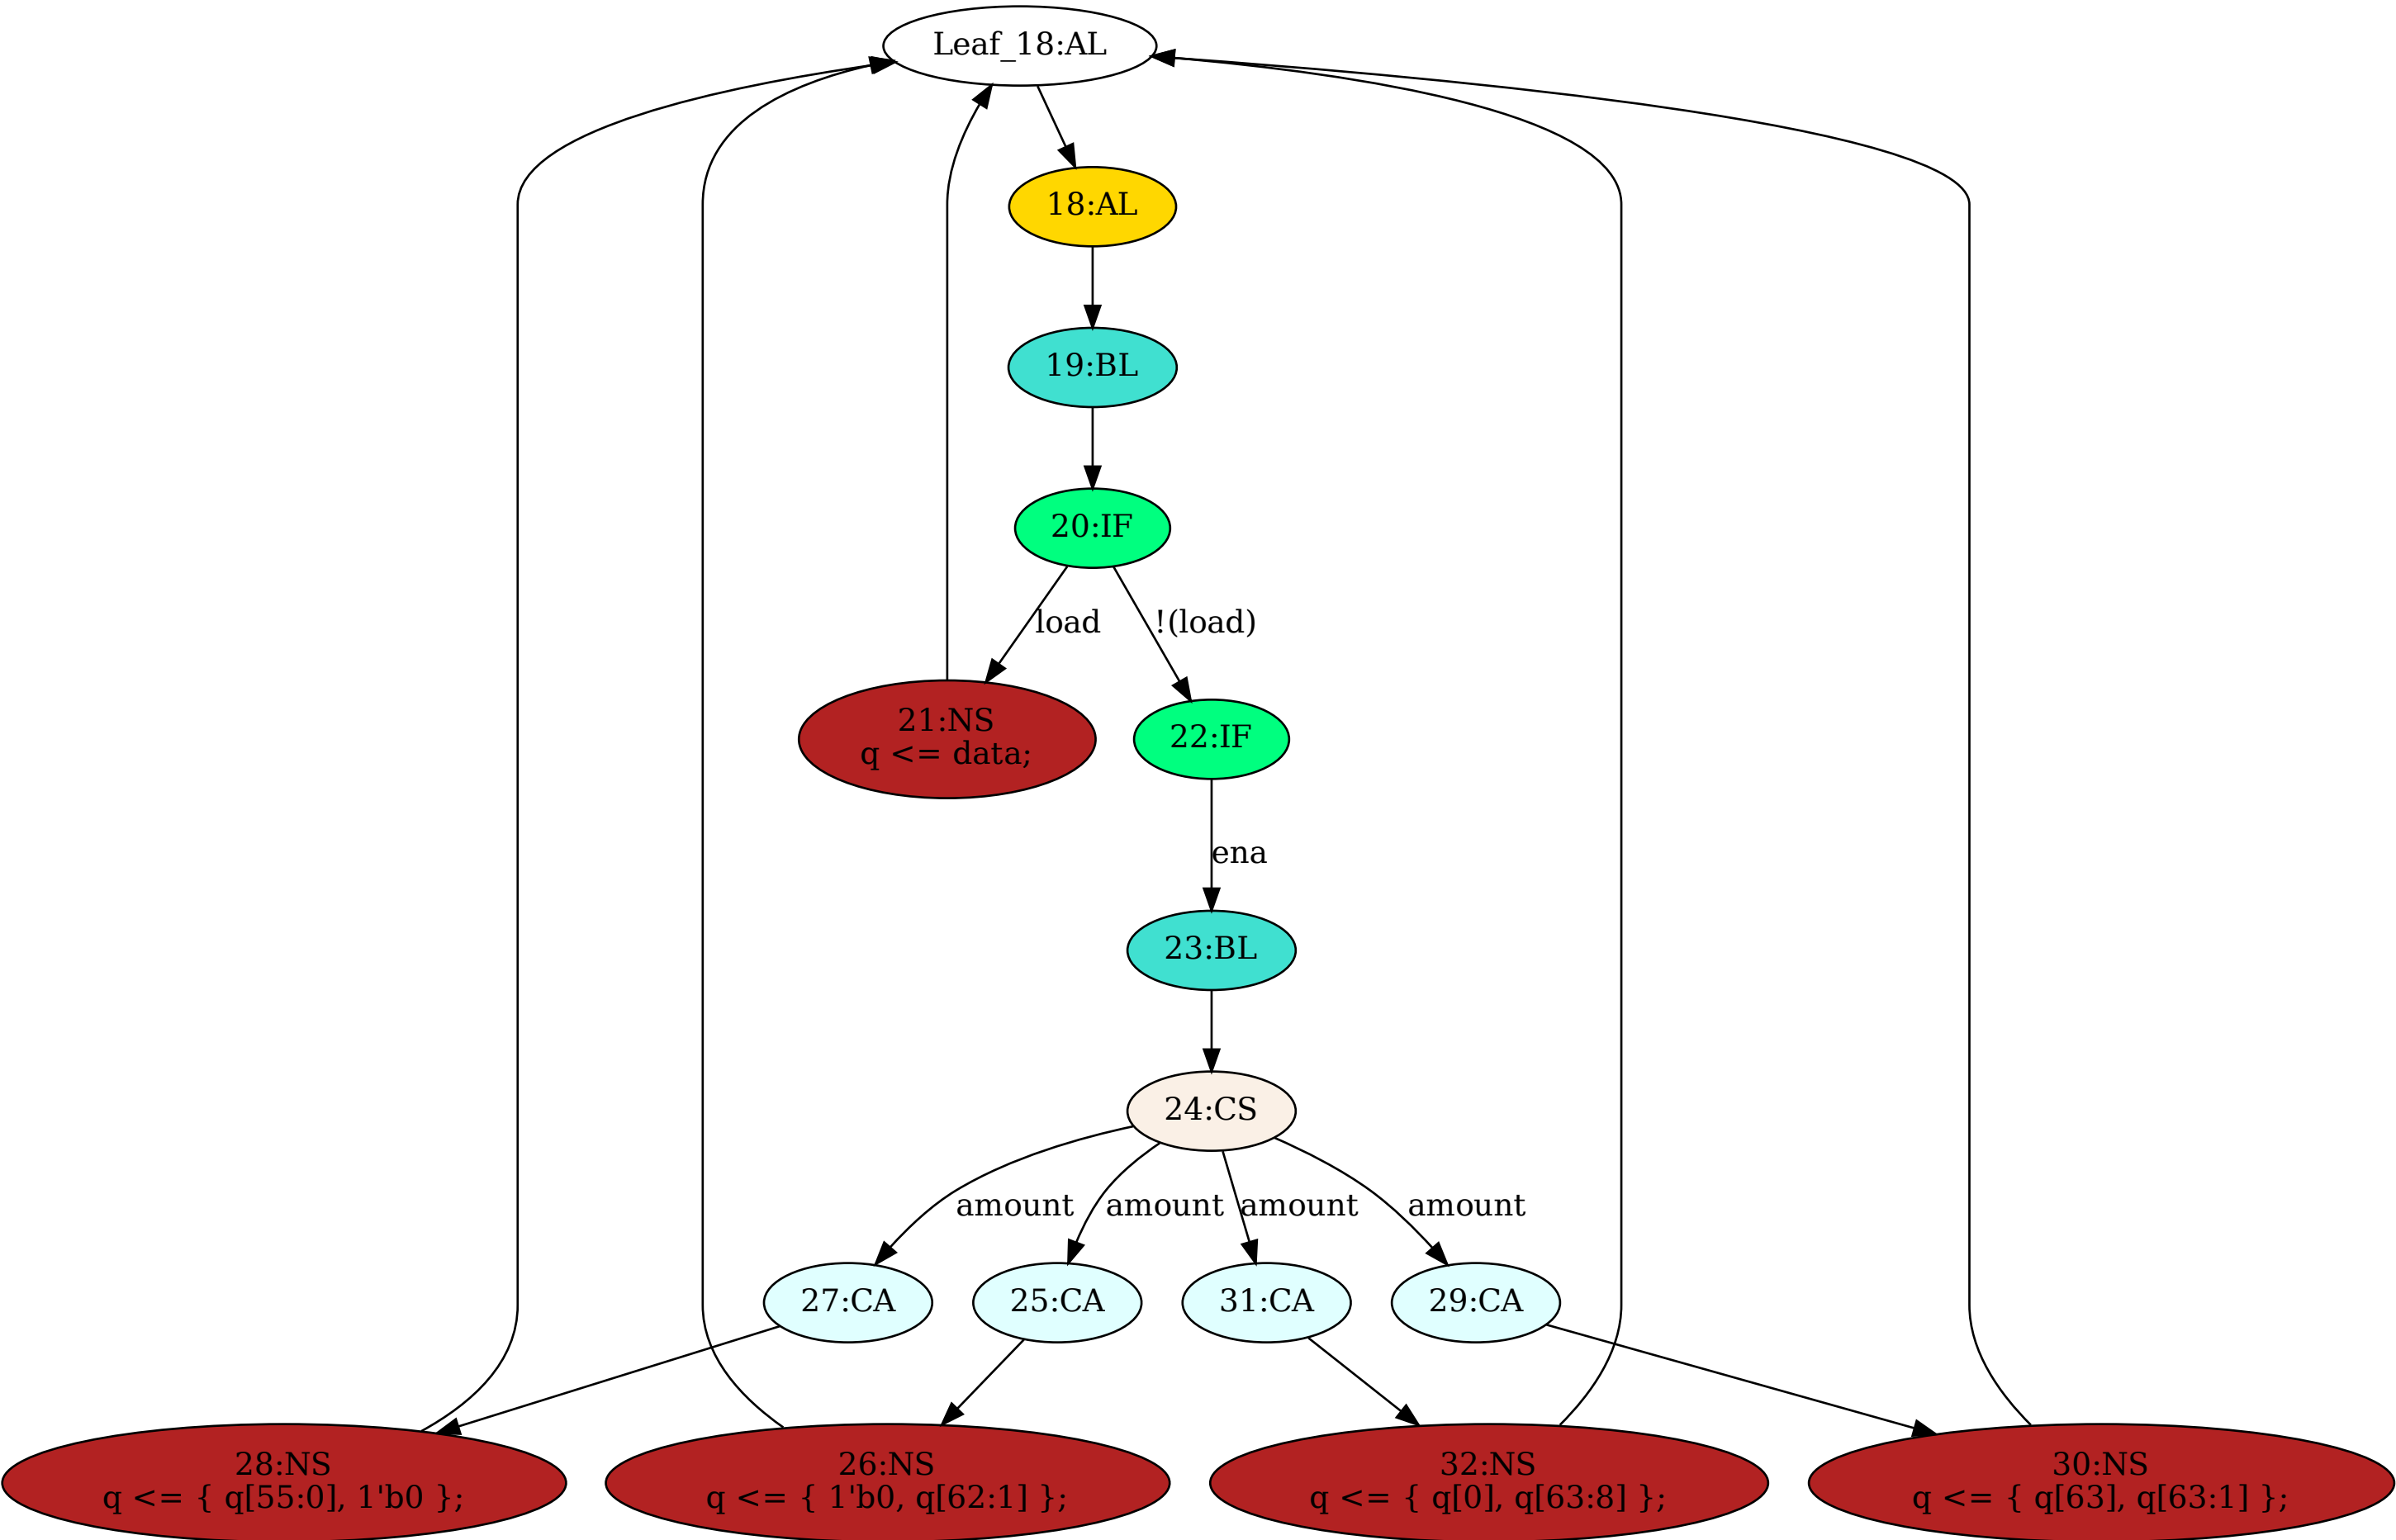 Leaf_18:AL
18:AL
19:BL
20:IF
load
!(load)
21:NS
q <= data;
22:IF
ena
23:BL
24:CS
amount
amount
amount
amount
27:CA
25:CA
31:CA
29:CA
28:NS
q <= { q[55:0], 1'b0 };
26:NS
q <= { 1'b0, q[62:1] };
32:NS
q <= { q[0], q[63:8] };
30:NS
q <= { q[63], q[63:1] };